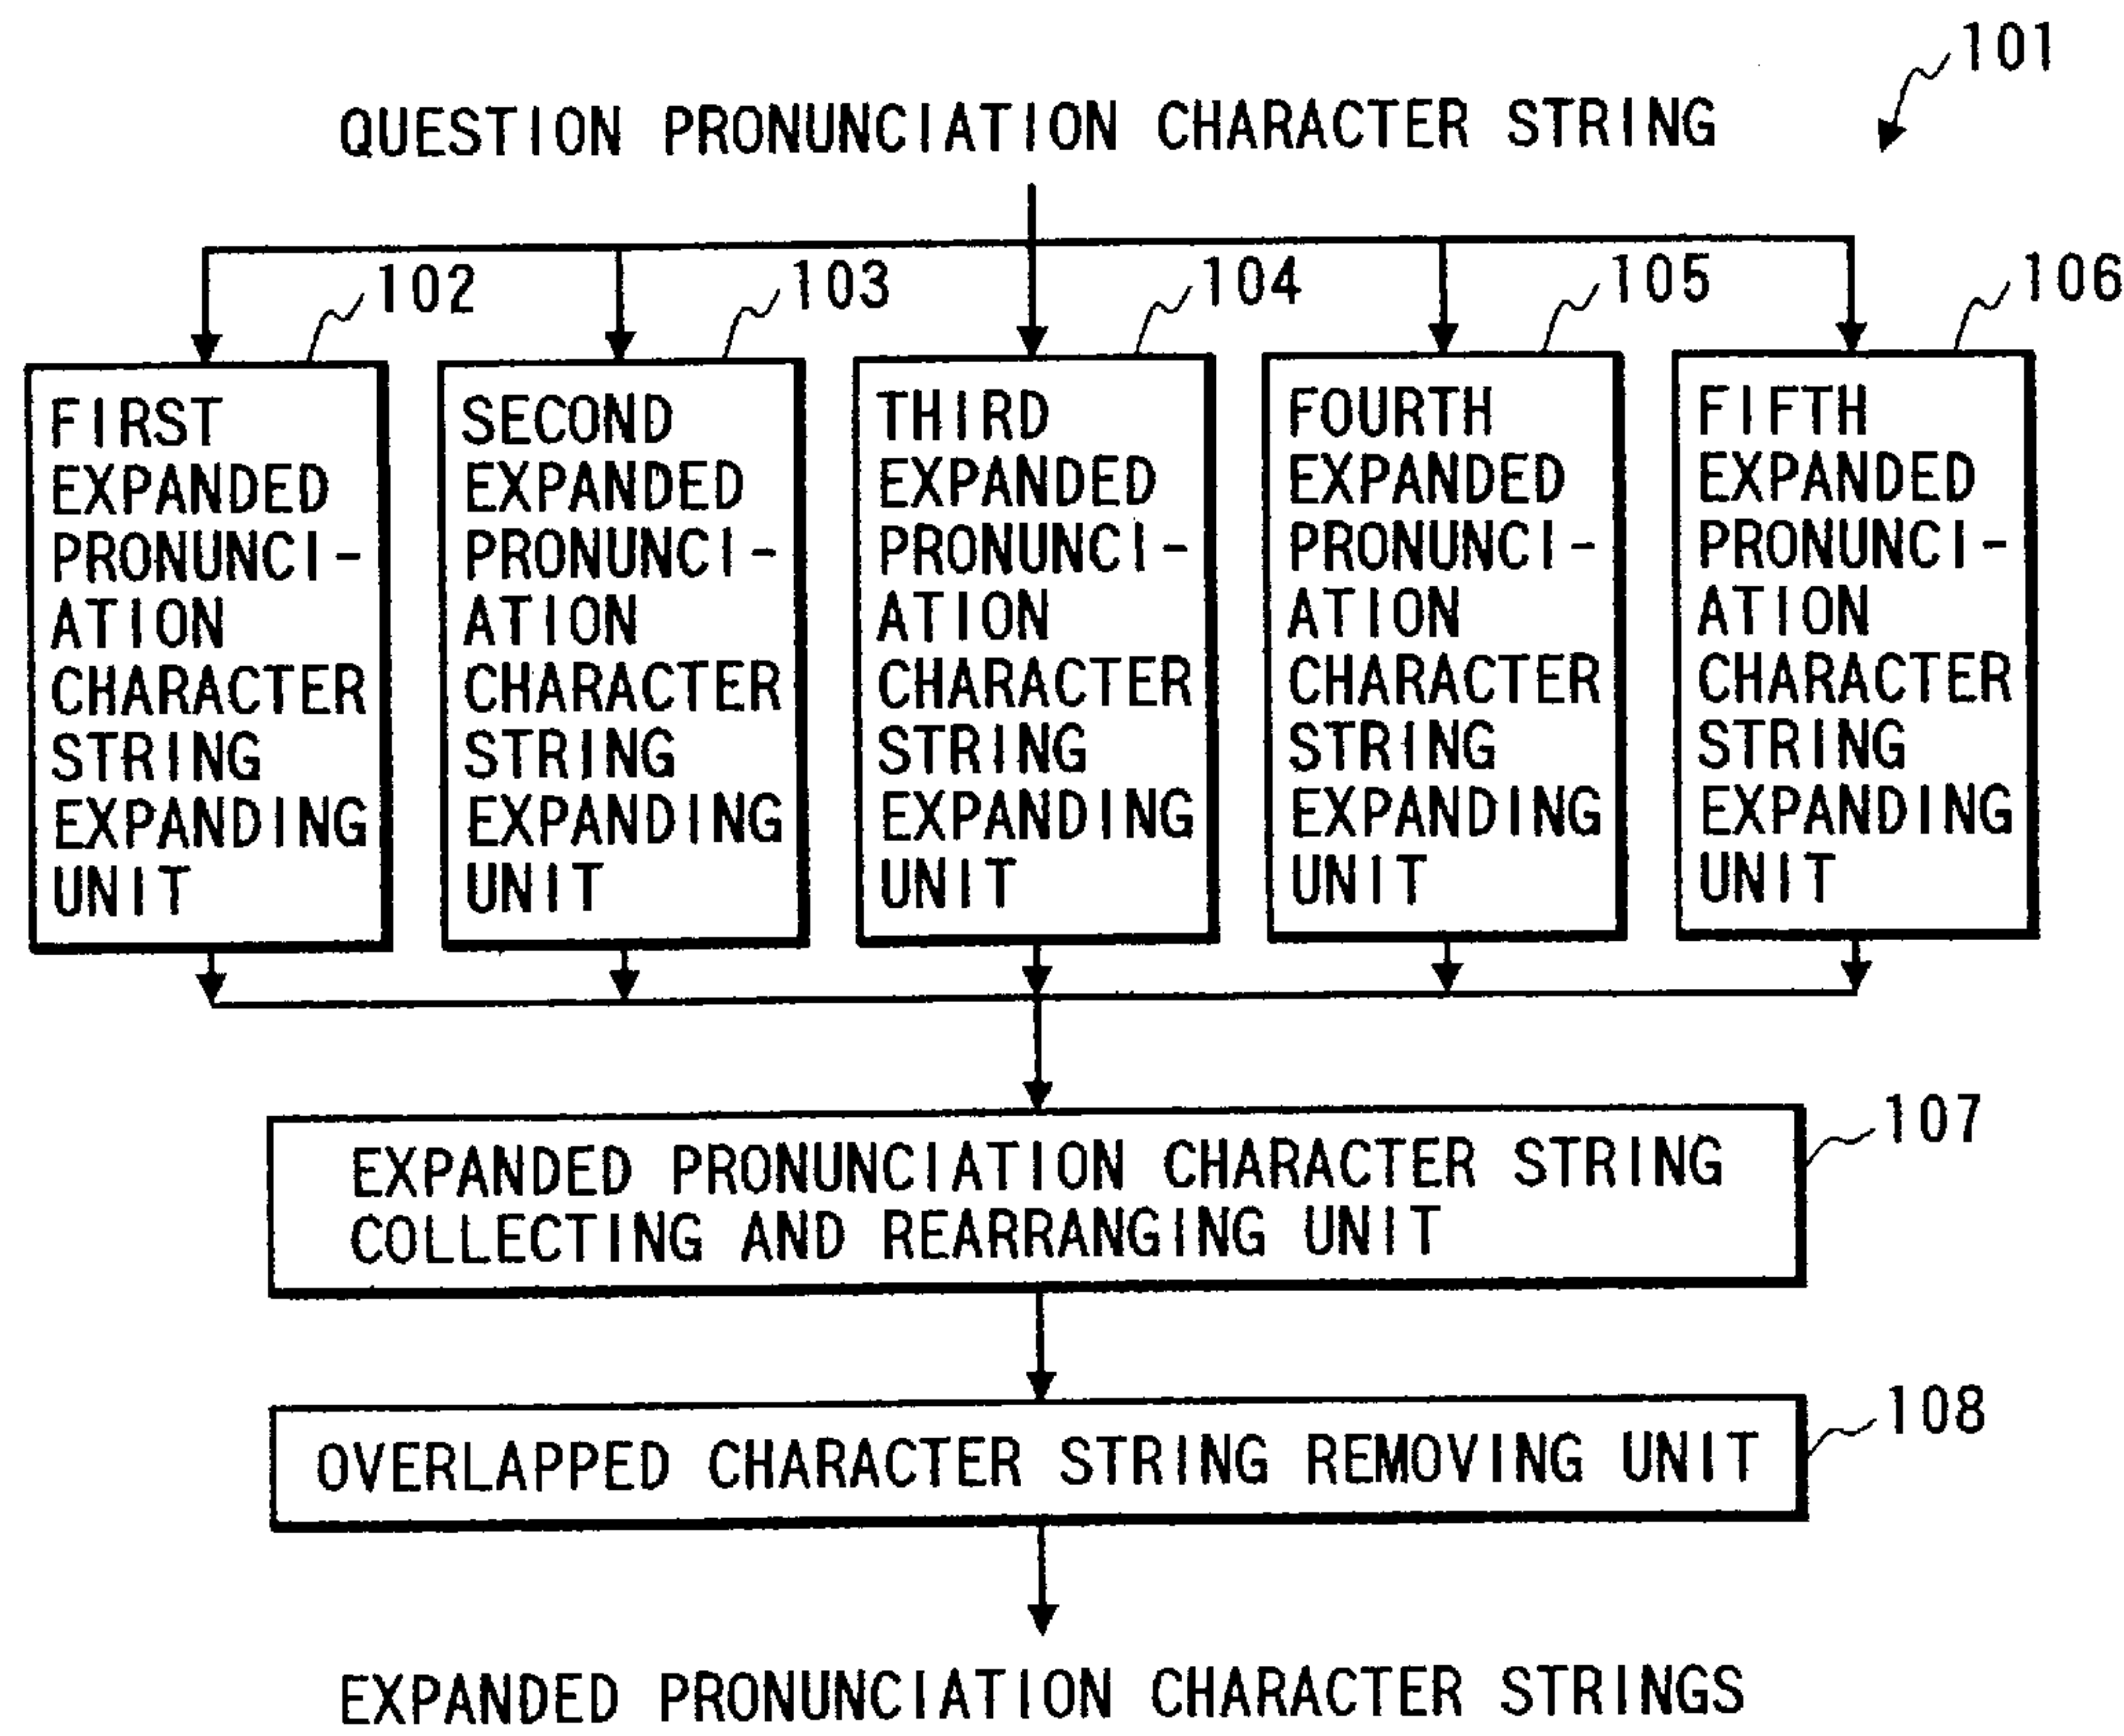 101
QUESTION PRONUNCIATION CHARACTER STRING
102
103
104
105
106
FIRST
EXPANDED
PRONUNCI-
ATION
CHARACTER
STRING
EXPANDING
UNIT
SECOND
EXPANDED
PRONUNCI-
ATION
CHARACTER
STRING
EXPANDING
UNIT
THIRD
EXPANDED
PRONUNCI-
ATION
CHARACTER
STRING
EXPANDING
UNIT
FOURTH
EXPANDED
PRONUNCI-
ATION
CHARACTER
STRING
EXPANDING
UNIT
FIFTH
EXPANDED
PRONUNCI-
ATION
CHARACTER
STRING
EXPANDING
UNIT
107
EXPANDED PRONUNCIATION CHARACTER STRING
COLLECTING AND REARRANGING UNIT
108
OVERLAPPED CHARACTER STRING REMOVING UNIT
EXPANDED PRONUNCIATION CHARACTER STRINGS